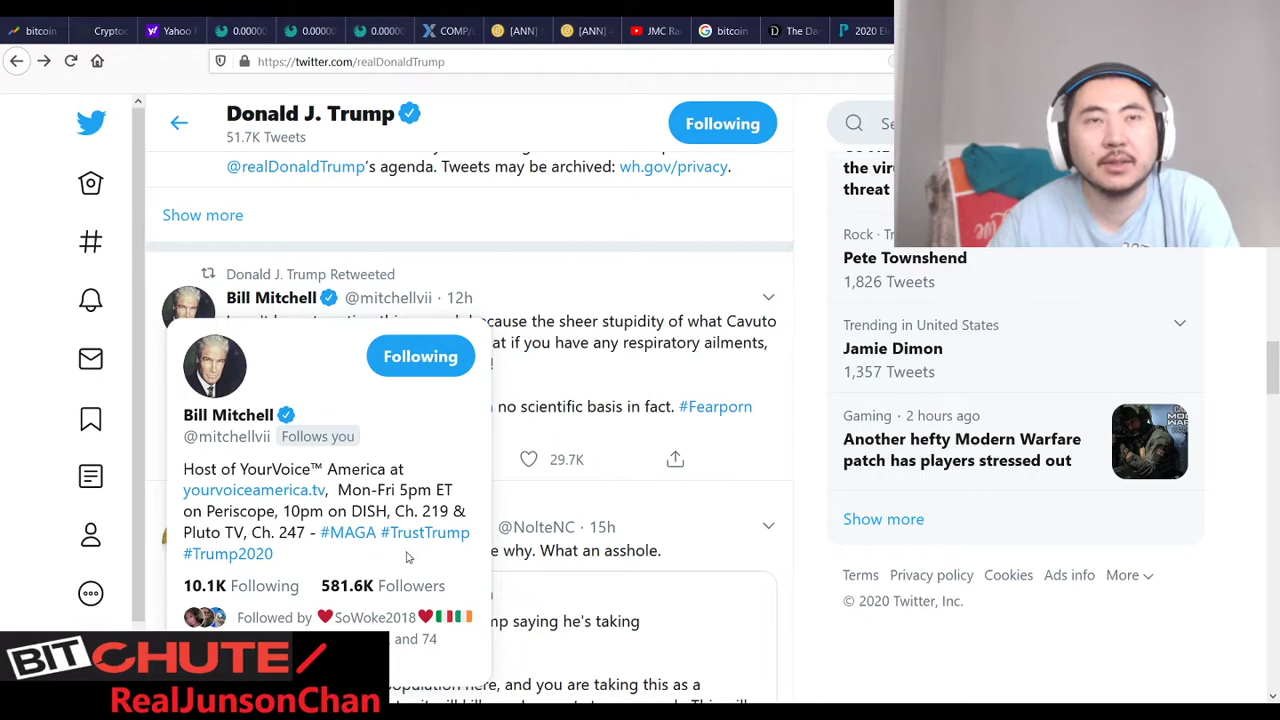 bitcoin
Cryptoc
Yahoo
0.00000
0.00000
0.00000
COMP/
[ANN]
[ANN]
JMC Ra
bitcoin
The Da
2020 El
https://twitter.com/realDonaldTrump
Donald J. Trump
51.7K Tweets
Following
@realDonaldTrump's agenda. Tweets may be archived: wh.gov/privacy.
Show more
Donald J. Trump Retweeted
Bill Mitchell @mitchellvii · 12h
because the sheer stupidity of what Cavuto
at if you have any respiratory ailments,
!
no scientific basis in fact. #Fearporn
29.7K
Following
Bill Mitchell
@mitchellvii Follows you
Host of YourVoice™ America at
yourvoiceamerica.tv, Mon-Fri 5pm ET
on Periscope, 10pm on DISH, Ch. 219 &
Pluto TV, Ch. 247 - #MAGA #TrustTrump
#Trump2020
10.1K Following 581.6K Followers
Followed by ❤️SoWoke2018❤️🇮🇹🇮🇪
and 74
@NolteNC · 15h
e why. What an asshole.
mp saying he's taking
population here, and you are taking this as a
Se
the viru
threat
Rock · Tr
Pete Townshend
1,826 Tweets
Trending in United States
Jamie Dimon
1,357 Tweets
Gaming · 2 hours ago
Another hefty Modern Warfare
patch has players stressed out
Show more
Terms Privacy policy Cookies Ads info More
© 2020 Twitter, Inc.
BITCHUTE
RealJunsonChan